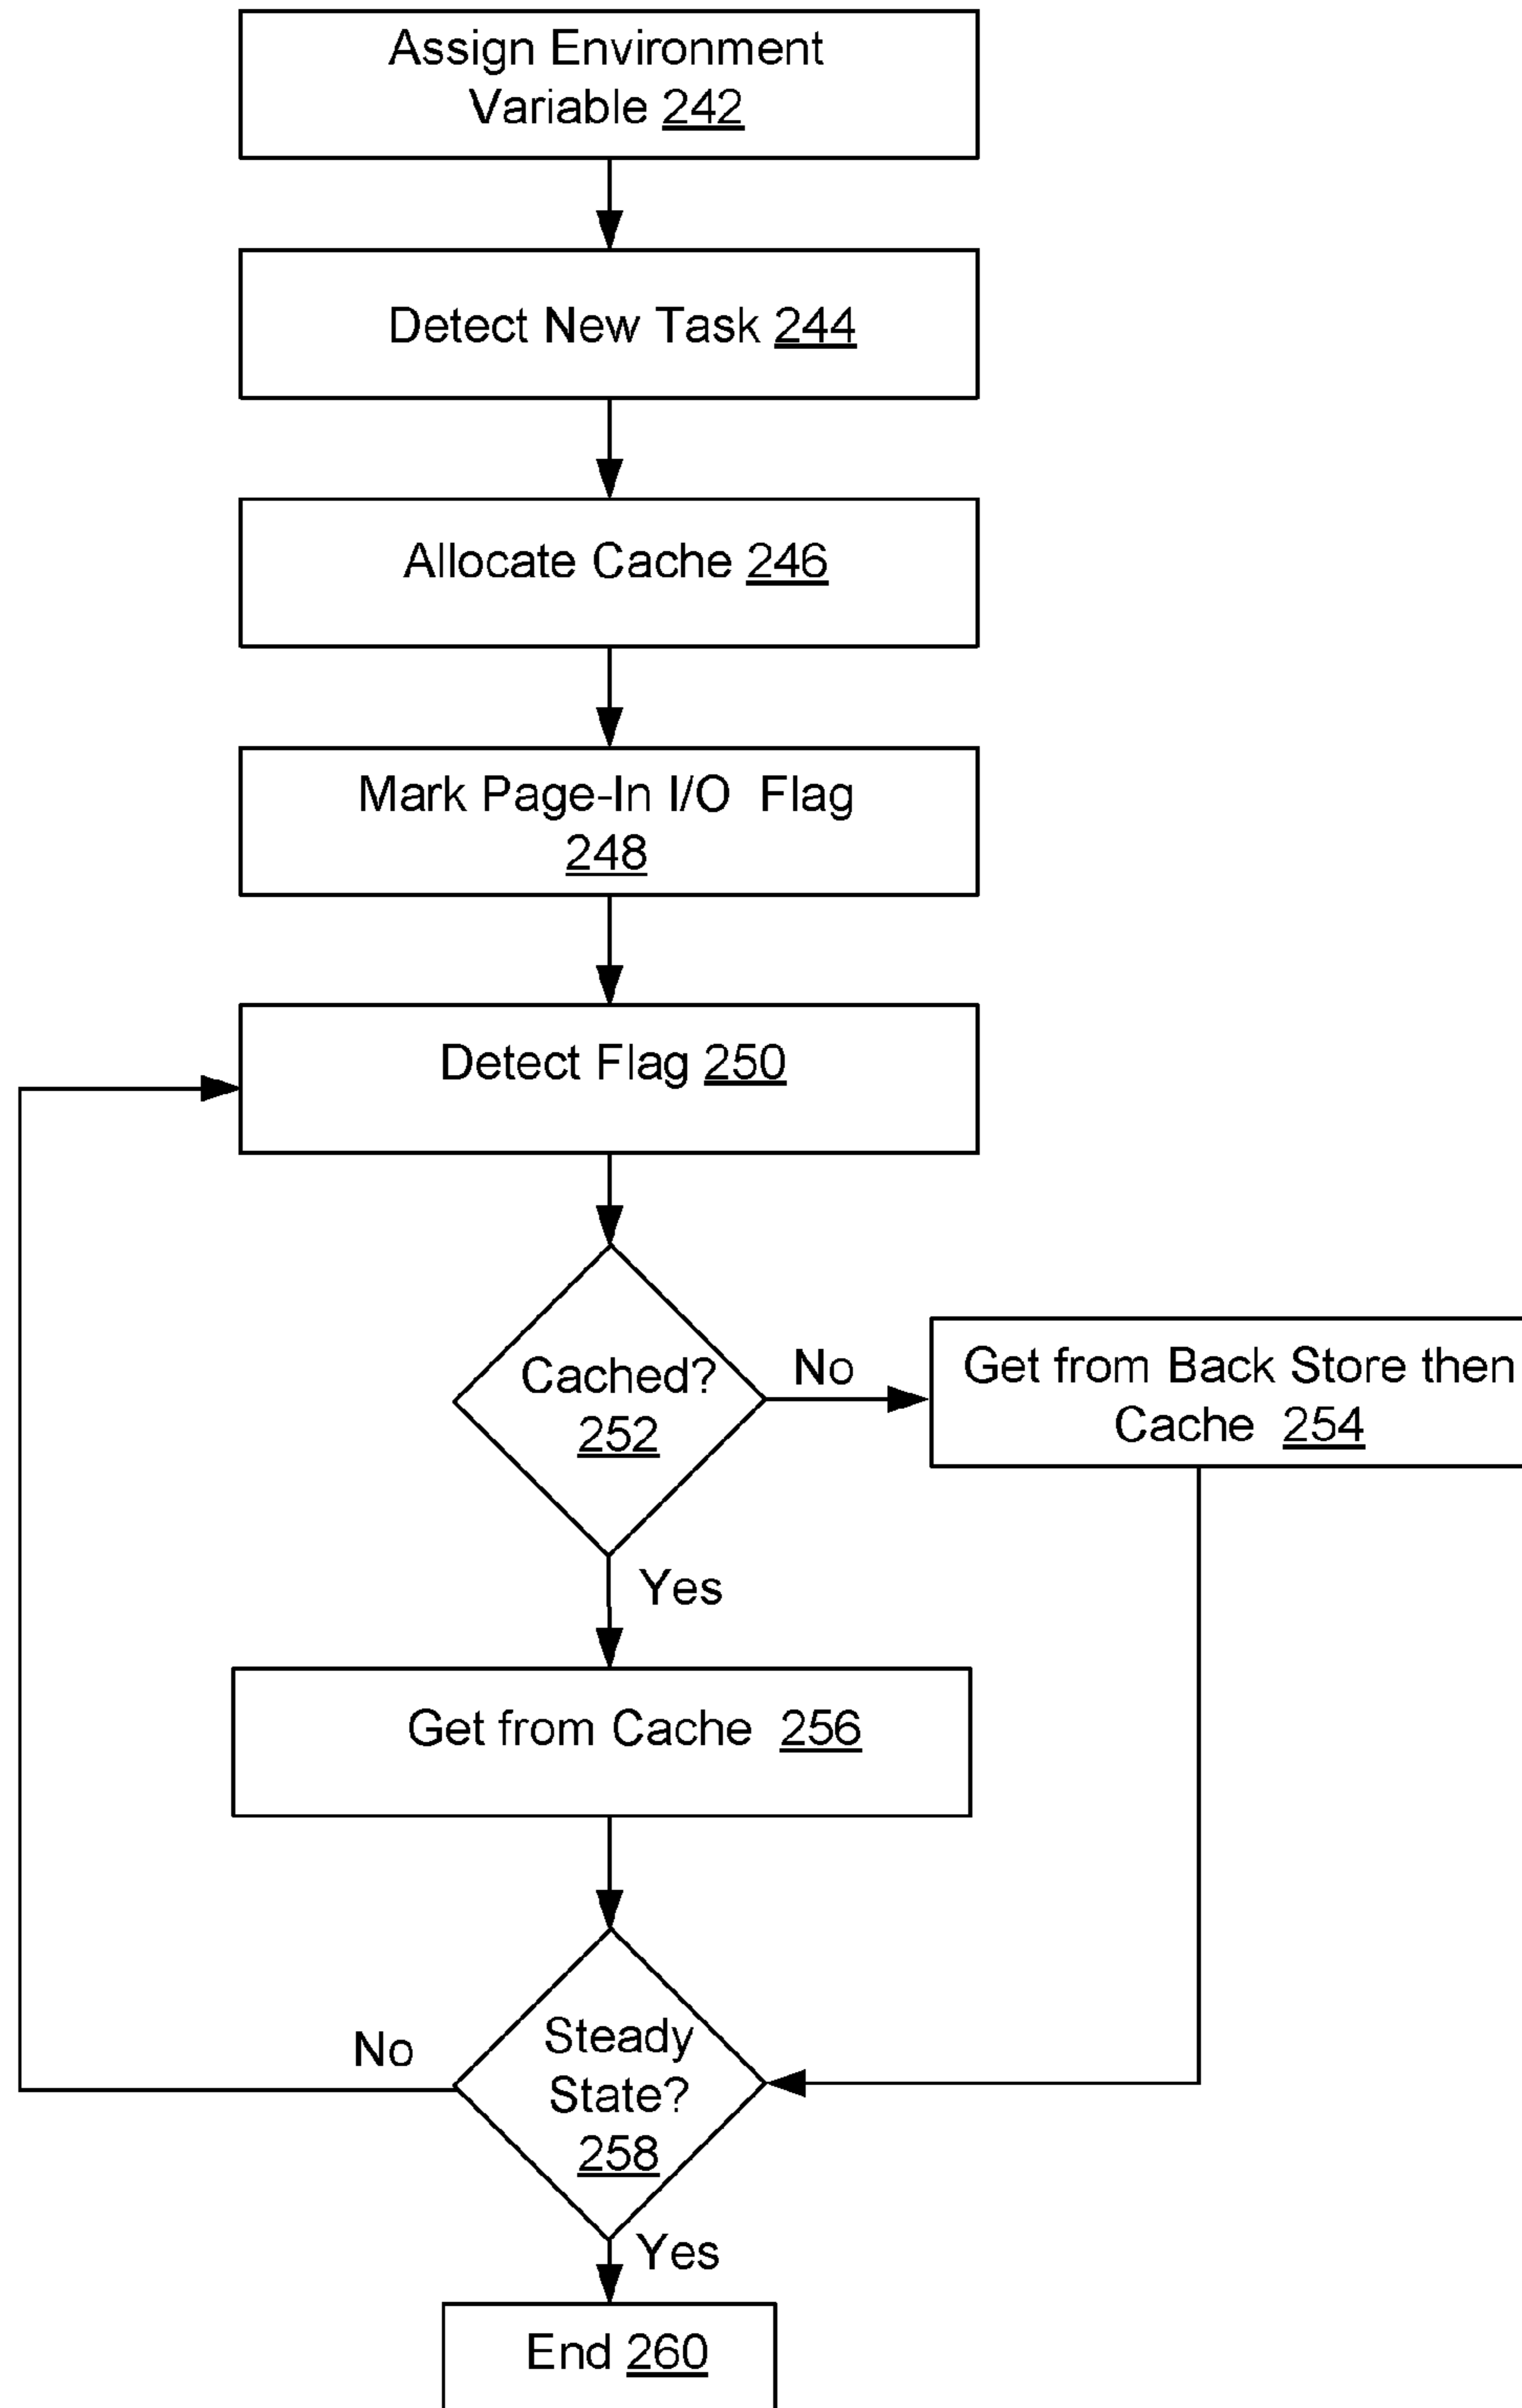 Assign Environment
Variable 242
Detect New Task 244
Allocate Cache 246
Mark Page-In I/O Flag
248
Detect Flag 250
Cached?
252
No
Get from Back Store then
Cache 254
Yes
Get from Cache 256
No
Steady
State?
258
Yes
End 260